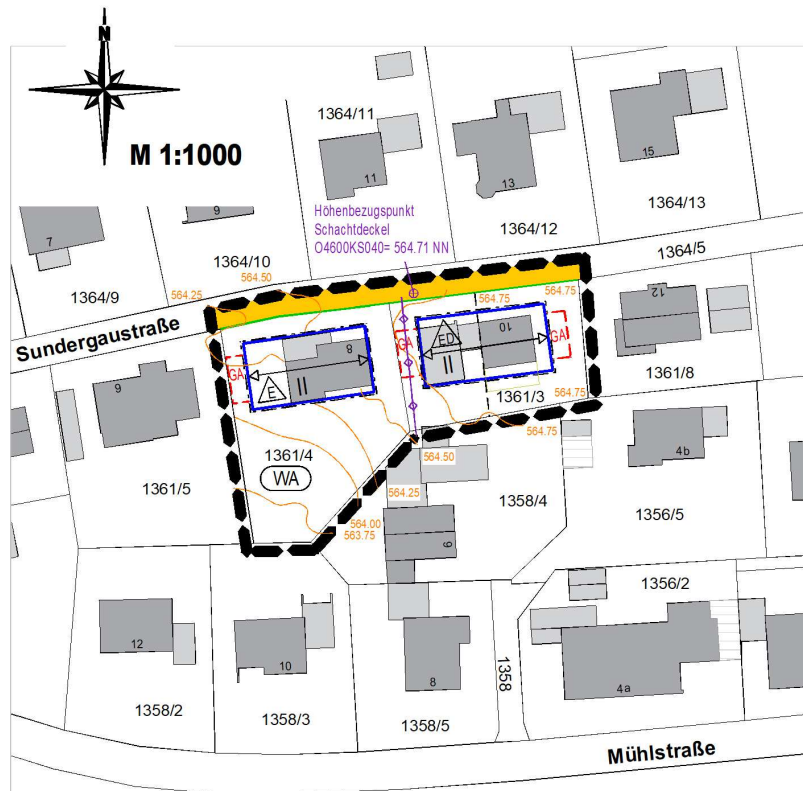 N
M 1:1000
1364/11
11
13
15
1364/13
1364/12
1364/5
7
9
1364/10
1364/9
Höhenbezugspunkt
Schachtdeckel
O4600KS040= 564.71 NN
564.25
564.50
564.75
564.75
Sundergaustraße
GA
8
E
II
GA
ED
10
II
GA
12
1361/8
9
1361/5
1361/4
WA
1361/3
564.75
564.75
564.50
564.25
564.00
563.75
1358/4
4b
1356/5
6
1356/2
12
10
8
4a
1358
1358/2
1358/3
1358/5
Mühlstraße